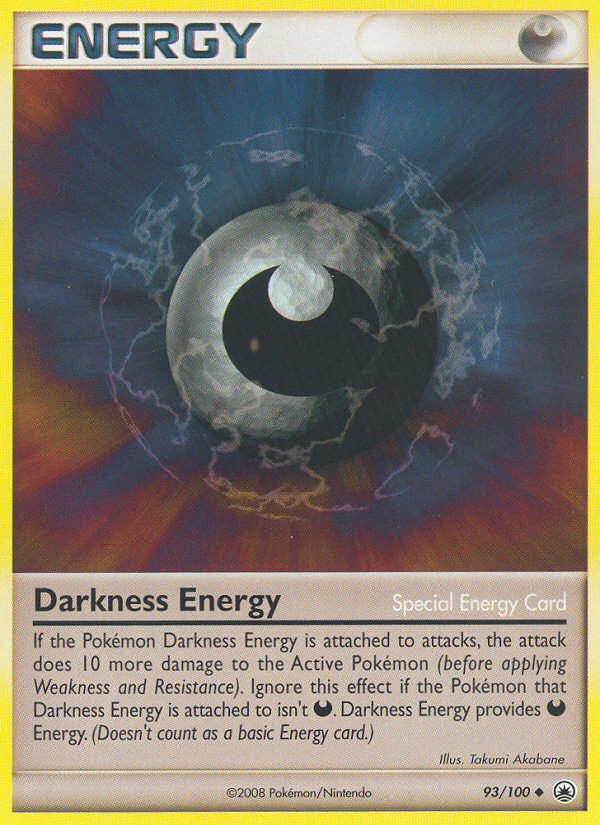 ENERGY
Darkness Energy
Special Energy Card
If the Pokémon Darkness Energy is attached to attacks, the attack
does 10 more damage to the Active Pokémon (before applying
Weakness and Resistance). Ignore this effect if the Pokémon that
Darkness Energy is attached to isn't . Darkness Energy provides
Energy. (Doesn't count as a basic Energy card.)
Illus. Takumi Akabane
©2008 Pokémon/Nintendo
93/100